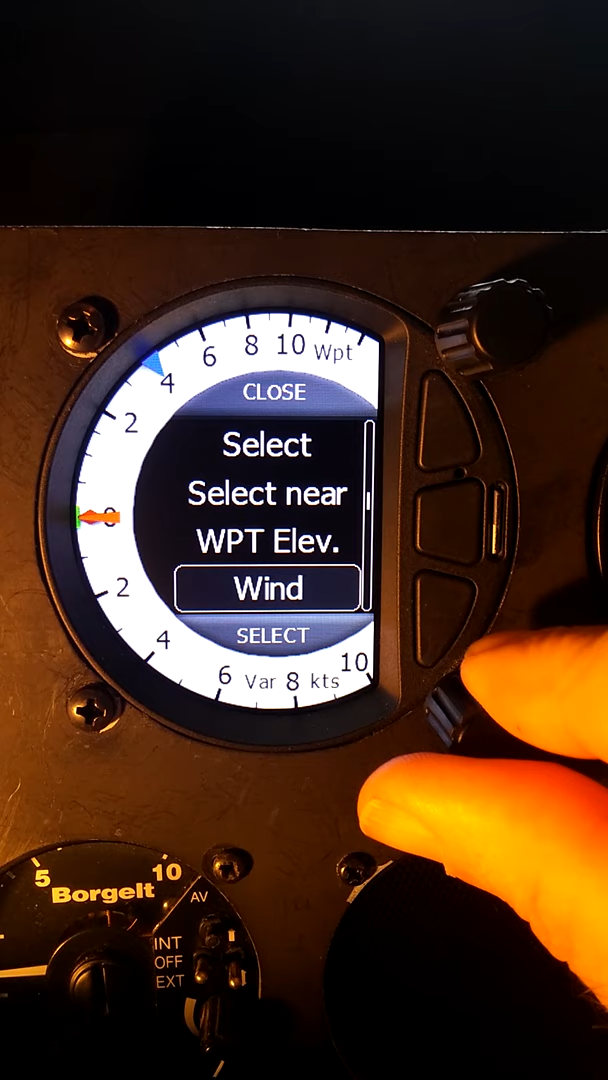 6 8 10 Wpt
4
CLOSE
2
Select
Select near
0
WPT Elev.
2
Wind
4
SELECT
6 Var 8 kts 10
5 10
Borgelt
AV
INT
OFF
EXT